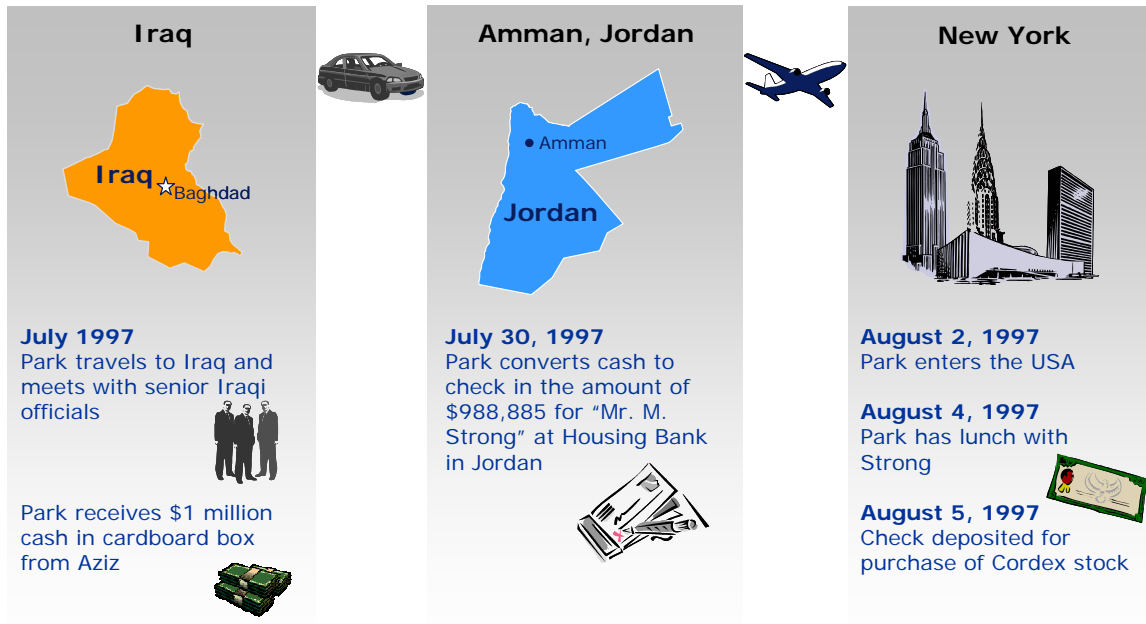 Iraq
Iraq
Baghdad
July 1997
Park travels to Iraq and
meets with senior Iraqi
officials
Park receives $1 million
cash in cardboard box
from Aziz
Amman, Jordan
Amman
Jordan
July 30, 1997
Park converts cash to
check in the amount of
$988,885 for “Mr. M.
Strong” at Housing Bank
in Jordan
New York
August 2, 1997
Park enters the USA
August 4, 1997
Park has lunch with
Strong
August 5, 1997
Check deposited for
purchase of Cordex stock